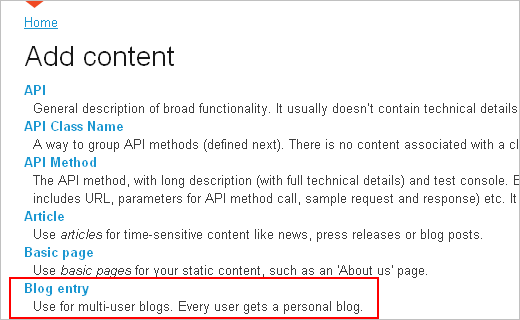 Home
Add content
API
General description of broad functionality. It usually doesn't contain technical details
API Class Name
A way to group API methods (defined next). There is no content associated with a cl
API Method
The API method, with long description (with full technical details) and test console. E
includes URL, parameters for API method call, sample request and response) etc. It
Article
Use articles for time-sensitive content like news, press releases or blog posts.
Basic page
Use basic pages for your static content, such as an 'About us' page.
Blog entry
Use for multi-user blogs. Every user gets a personal blog.